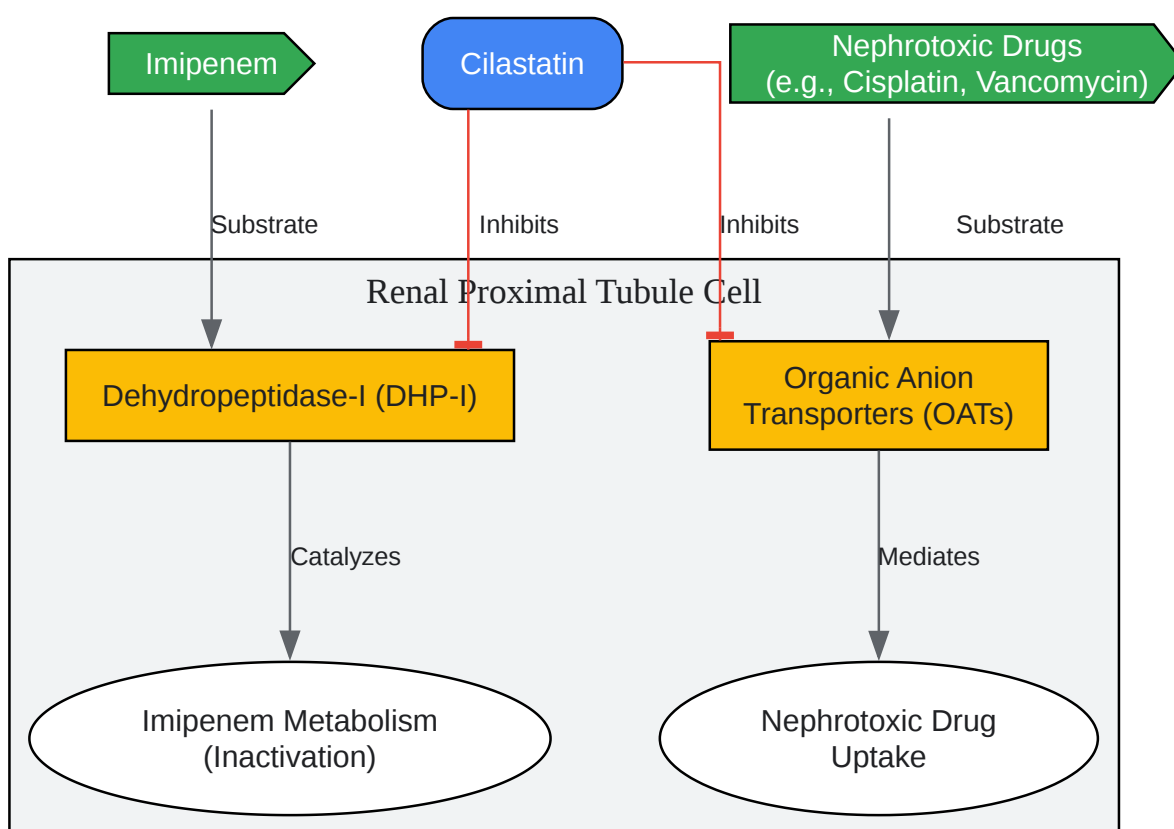 Imipenem
Cilastatin
Nephrotoxic Drugs
(e.g., Cisplatin, Vancomycin)
Substrate
Inhibits
Inhibits
Substrate
Renal Proximal Tubule Cell
Dehydropeptidase-I (DHP-I)
Organic Anion
Transporters (OATs)
Catalyzes
Mediates
Imipenem Metabolism
(Inactivation)
Nephrotoxic Drug
Uptake